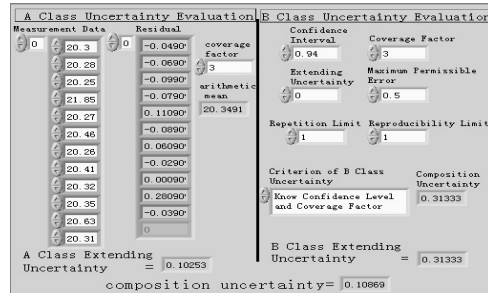 A Class Uncertainty Evaluation
Measurement Data
Residual
0
20.3
20.28
20.25
21.85
20.27
20.46
20.26
20.41
20.32
20.35
20.63
20.31
0
-0.0490
-0.0690
-0.0990
-0.0790
0.11090
-0.0890
0.06090
-0.0290
0.00090
0.28090
-0.0390
0
coverage
factor
3
arithmetic
mean
20.3491
A Class Extending
Uncertainty = 0.10253
B Class Uncertainty Evaluation
Confidence
Interval
0.94
Coverage Factor
3
Extending
Uncertainty
0
Maximum Permissible
Error
0.5
Repetition Limit
1
Reproducibility Limit
1
Criterion of B Class
Uncertainty
Know Confidence Level
and Coverage Factor
Composition
Uncertainty
0.31333
B Class Extending
Uncertainty = 0.31333
composition uncertainty= 0.10869